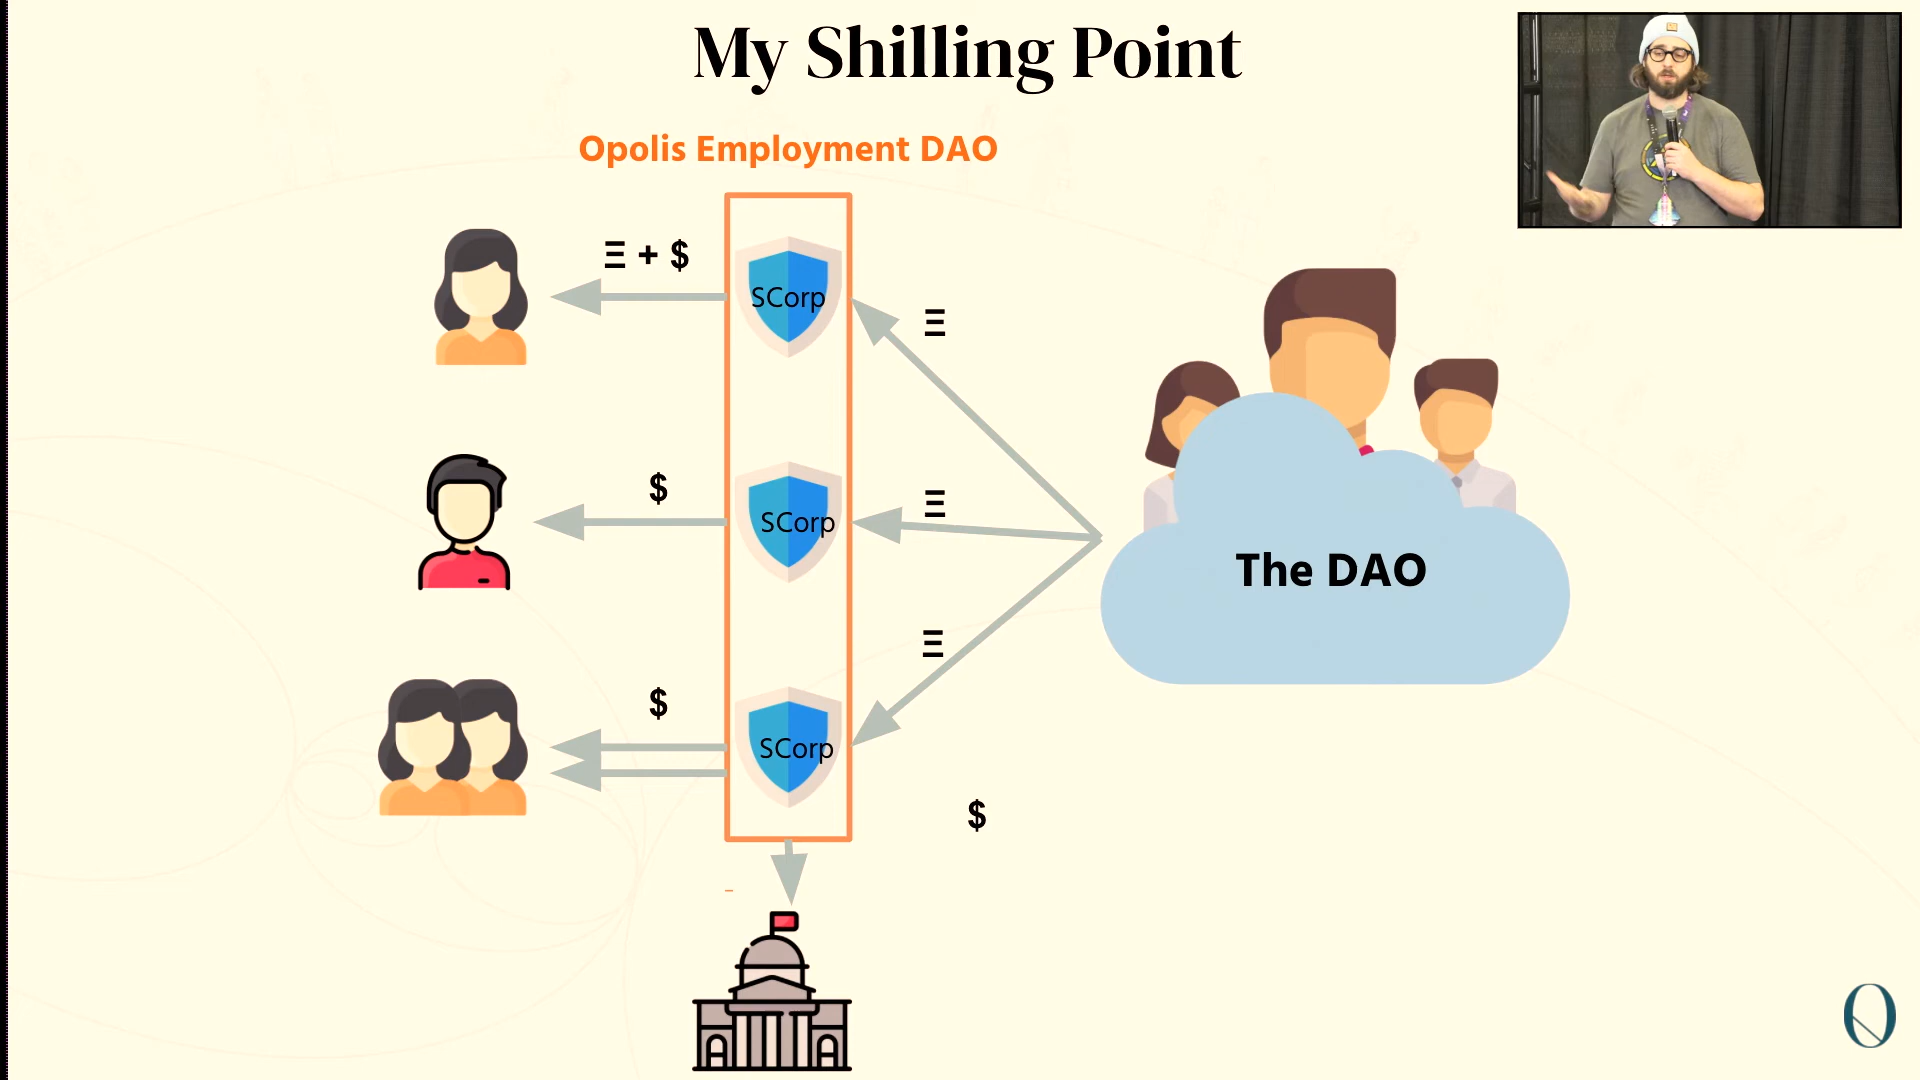 My Shilling Point
Opolis Employment DAO
Ξ + $
SCorp
Ξ
$
SCorp
Ξ
The DAO
Ξ
$
SCorp
$